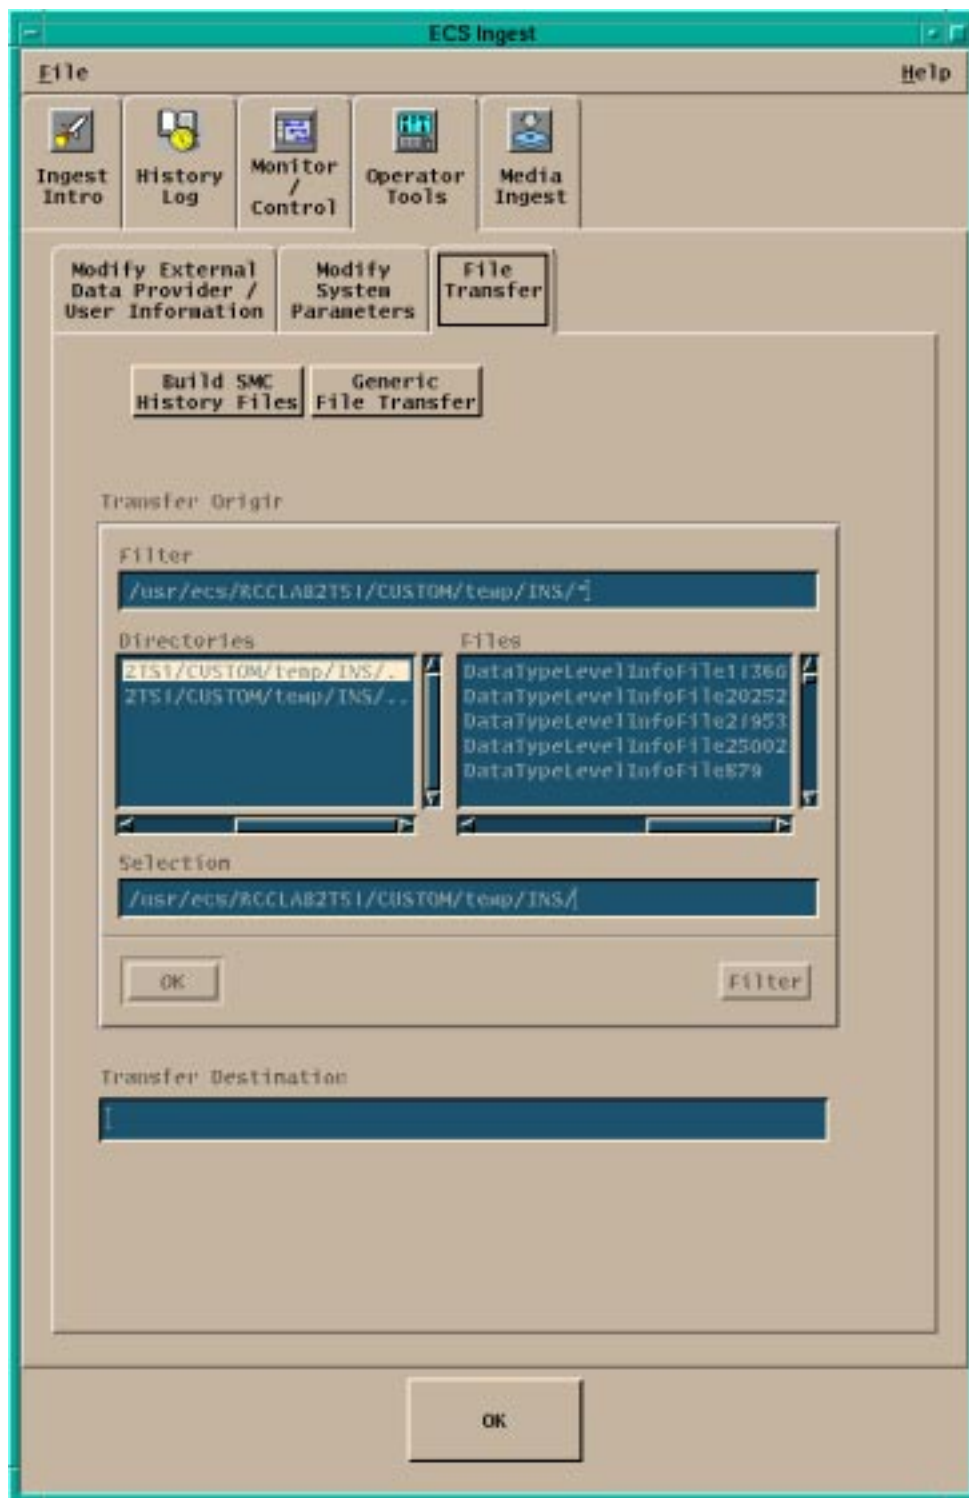 ECS Ingest
File Help
Ingest Intro
History Log
Monitor / Control
Operator Tools
Media Ingest
Modify External Data Provider / User Information
Modify System Parameters
File Transfer
Build SMC History Files
Generic File Transfer
Transfer Origir
Filter
/usr/ecs/RCCLAB2TS1/CUSTOM/temp/INS/*
Directories Files
2TS1/CUSTOM/temp/INS/.
2TS1/CUSTOM/temp/INS/..
DataTypeLevelInfoFile11366
DataTypeLevelInfoFile20252
DataTypeLevelInfoFile21953
DataTypeLevelInfoFile25002
DataTypeLevelInfoFile879
Selection
/usr/ecs/RCCLAB2TS1/CUSTOM/temp/INS/
OK Filter
Transfer Destination
OK